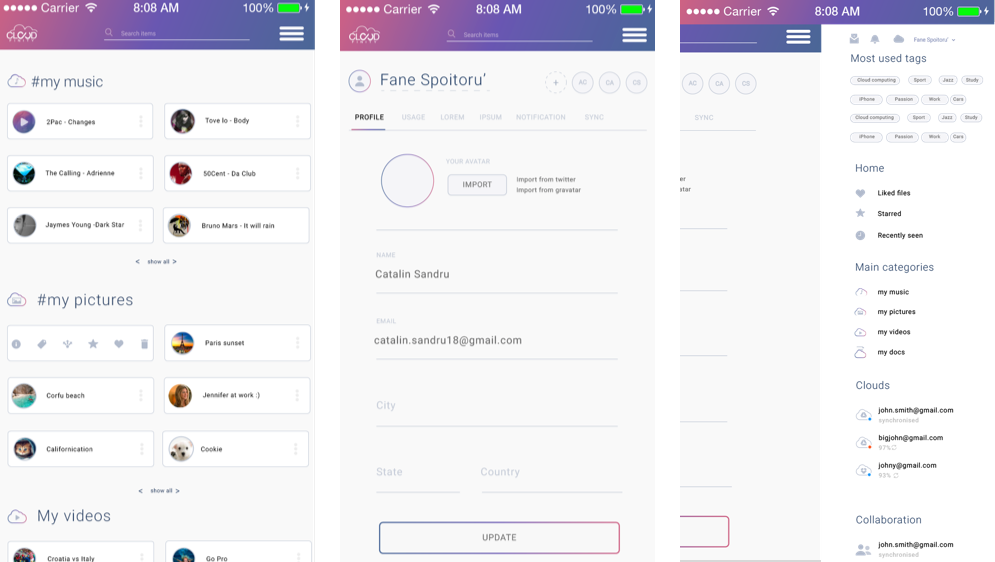 Carrier 8:08 AM 100%
CLOUD
Search items
#my music
2Pac - Changes
Tove lo - Body
The Calling - Adrienne
50Cent - Da Club
Jaymes Young -Dark Star
Bruno Mars - It will rain
< show all >
#my pictures
Paris sunset
Corfu beach
Jennifer at work :)
Californication
Cookie
< show all >
My videos
Croatia vs Italy
Go Pro
Carrier 8:08 AM 100%
CLOUD
Search items
Fane Spoitoru'
+ AC CA CS
PROFILE USAGE LOREM IPSUM NOTIFICATION SYNC
YOUR AVATAR
IMPORT
Import from twitter
Import from gravatar
NAME
Catalin Sandru
EMAIL
catalin.sandru18@gmail.com
City
State Country
UPDATE
Carrier 8:08 AM 100%
AC CA CS
SYNC
tter
avatar
Fane Spoitoru'
Most used tags
Cloud computing Sport Jazz Study
iPhone Passion Work Cars
Cloud computing Sport Jazz Study
iPhone Passion Work Cars
Home
Liked files
Starred
Recently seen
Main categories
my music
my pictures
my videos
my docs
Clouds
john.smith@gmail.com
synchronised
bigjohn@gmail.com
97%
johny@gmail.com
93%
Collaboration
john.smith@gmail.com
synchronised